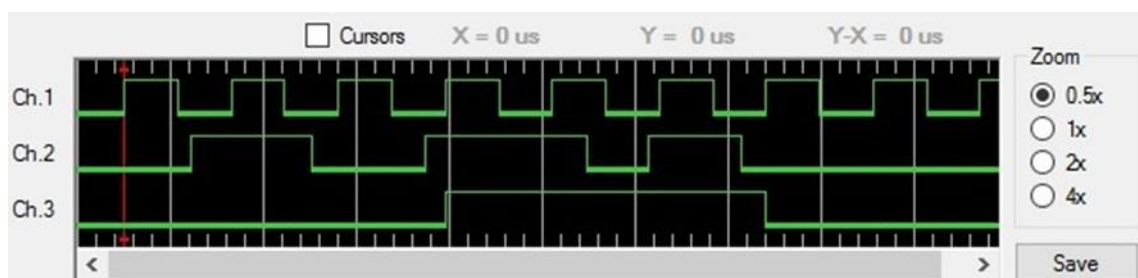 Cursors X = 0 us Y = 0 us Y-X = 0 us
Zoom
Ch.1
0.5x
1x
Ch.2
2x
Ch.3
4x
Save